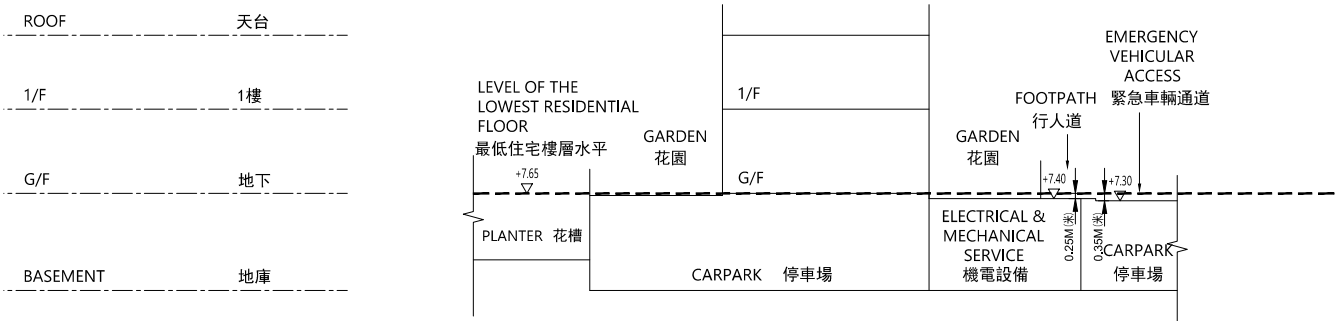 ROOF 天台
1/F 1樓
G/F 地下
BASEMENT 地庫
LEVEL OF THE
LOWEST RESIDENTIAL
FLOOR
最低住宅樓層水平
+7.65
PLANTER 花槽
GARDEN
花園
1/F
G/F
CARPARK 停車場
GARDEN
花園
FOOTPATH
行人道
EMERGENCY
VEHICULAR
ACCESS
緊急車輛通道
+7.40
+7.30
ELECTRICAL &
MECHANICAL
SERVICE
機電設備
0.25M (米)
0.35M (米)
CARPARK
停車場